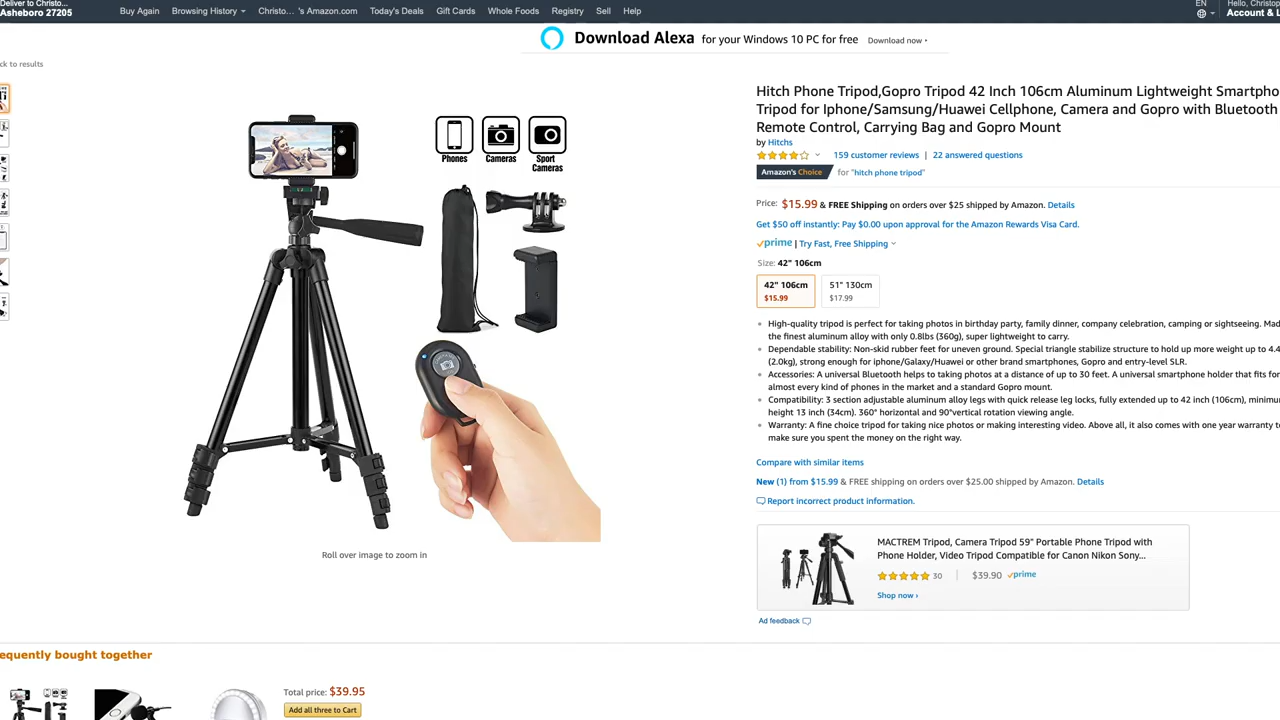 Deliver to Christo...
Asheboro 27205
Buy Again
Browsing History
Christo... 's Amazon.com
Today's Deals
Gift Cards
Whole Foods
Registry
Sell
Help
EN
Hello,
Account &
Download Alexa for your Windows 10 PC for free Download now ›
to results
Phones
Cameras
Sport
Cameras
Roll over image to zoom in
Hitch Phone Tripod,Gopro Tripod 42 Inch 106cm Aluminum Lightweight
Tripod for Iphone/Samsung/Huawei Cellphone, Camera and Gopro with Bluetooth
Remote Control, Carrying Bag and Gopro Mount
by Hitchs
159 customer reviews | 22 answered questions
Amazon's Choice for "hitch phone tripod"
Price: $15.99 & FREE Shipping on orders over $25 shipped by Amazon. Details
Get $50 off instantly: Pay $0.00 upon approval for the Amazon Rewards Visa Card.
prime | Try Fast, Free Shipping
Size: 42" 106cm
42" 106cm
$15.99
51" 130cm
$17.99
High-quality tripod is perfect for taking photos in birthday party, family dinner, company celebration, camping or sightseeing.
the finest aluminum alloy with only 0.8lbs (360g), super lightweight to carry.
Dependable stability: Non-skid rubber feet for uneven ground. Special triangle stabilize structure to hold up more weight up to
(2.0kg), strong enough for iphone/Galaxy/Huawei or other brand smartphones, Gopro and entry-level SLR.
Accessories: A universal Bluetooth helps to taking photos at a distance of up to 30 feet. A universal smartphone holder that fits for
almost every kind of phones in the market and a standard Gopro mount.
Compatibility: 3 section adjustable aluminum alloy legs with quick release leg locks, fully extended up to 42 inch (106cm),
height 13 inch (34cm). 360° horizontal and 90°vertical rotation viewing angle.
Warranty: A fine choice tripod for taking nice photos or making interesting video. Above all, it also comes with one year warranty
make sure you spent the money on the right way.
Compare with similar items
New (1) from $15.99 & FREE shipping on orders over $25.00 shipped by Amazon. Details
Report incorrect product information.
MACTREM Tripod, Camera Tripod 59" Portable Phone Tripod with
Phone Holder, Video Tripod Compatible for Canon Nikon Sony...
30 | $39.90 prime
Shop now ›
Ad feedback
equently bought together
Total price: $39.95
Add all three to Cart